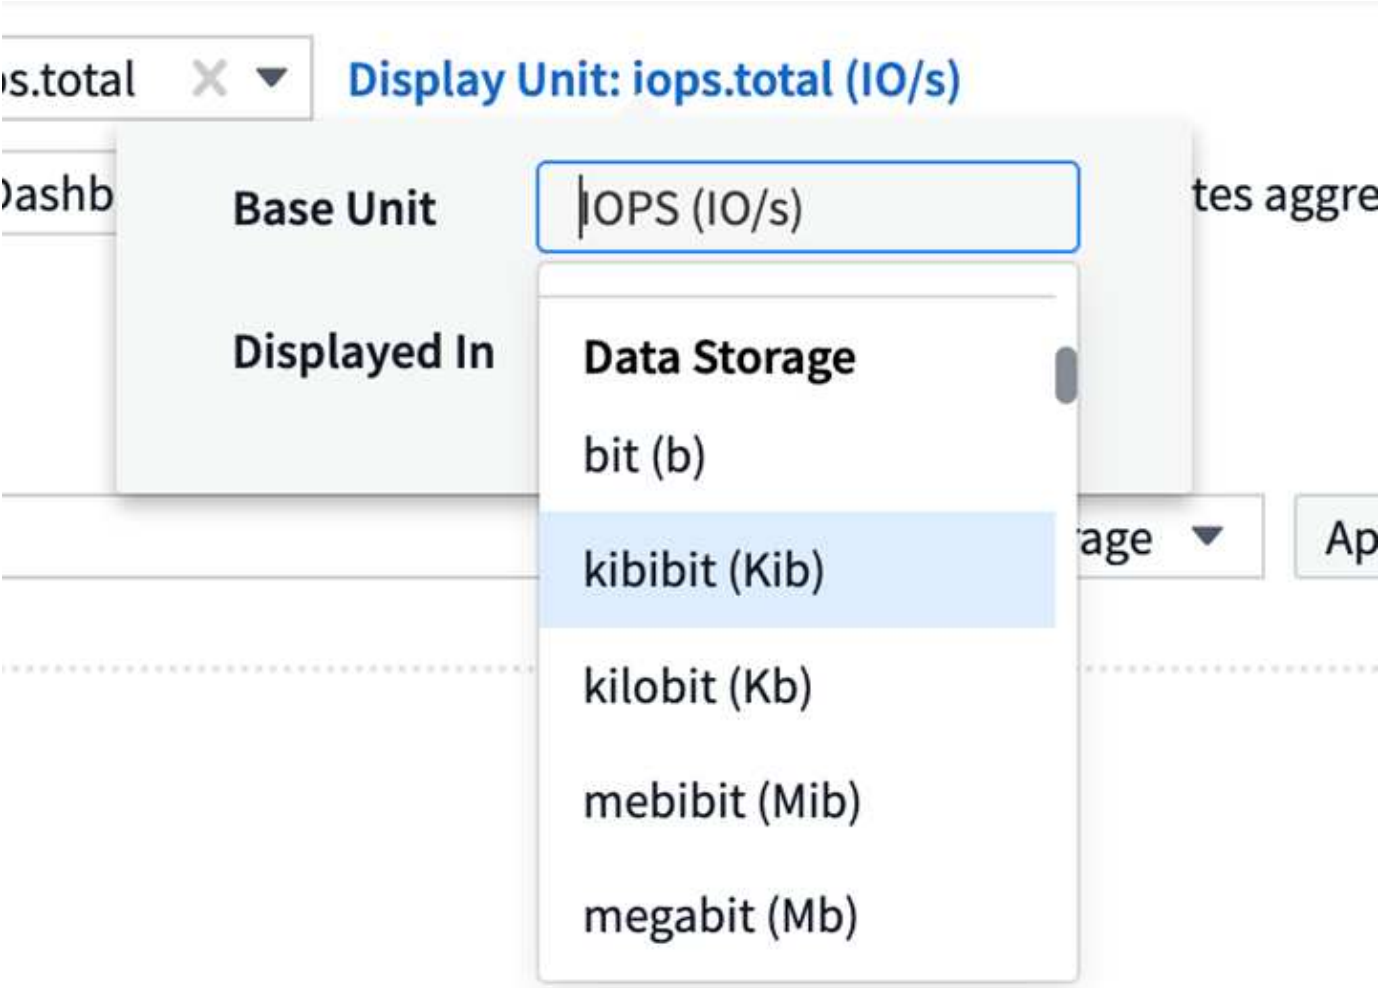 s.total Display Unit: iops.total (IO/s)
Dashb
Base Unit IOPS (IO/s)
tes aggre
Displayed In
Data Storage
bit (b)
age Ap
kibibit (Kib)
kilobit (Kb)
mebibit (Mib)
megabit (Mb)